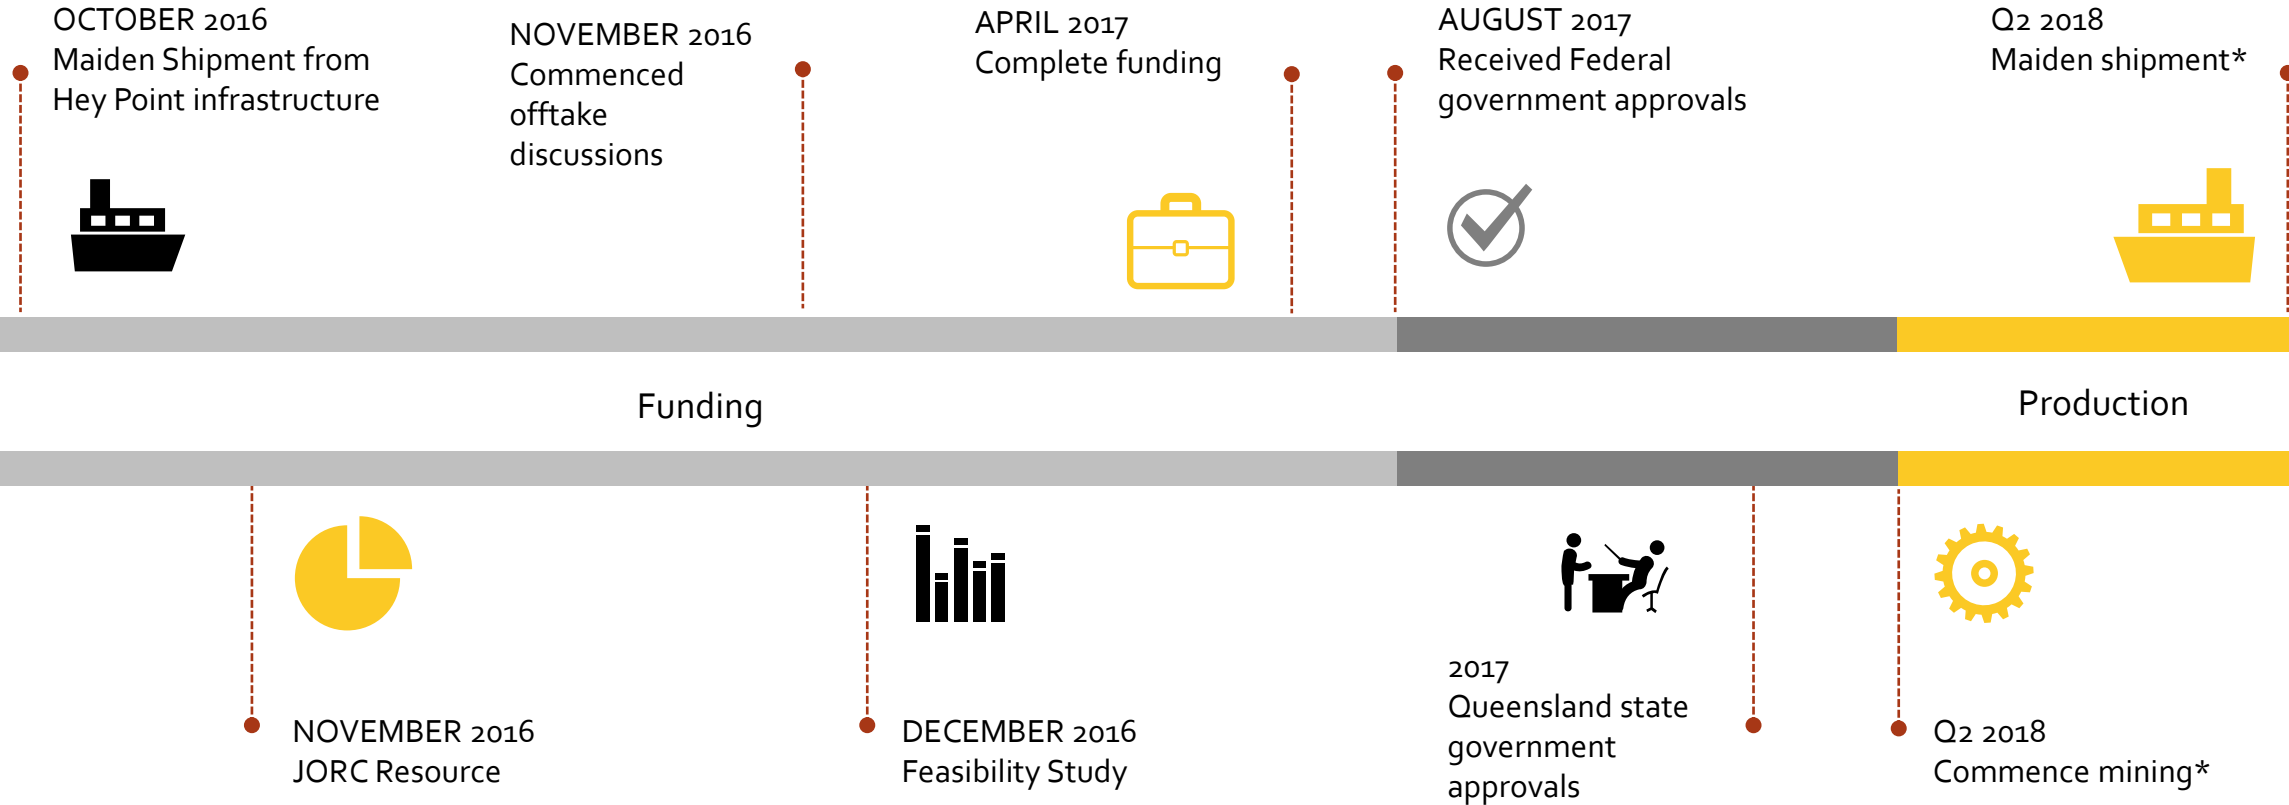 OCTOBER 2016
Maiden Shipment from
Hey Point infrastructure
NOVEMBER 2016
Commenced
offtake
discussions
APRIL 2017
Complete funding
AUGUST 2017
Received Federal
government approvals
Q2 2018
Maiden shipment*
Funding
Production
NOVEMBER 2016
JORC Resource
DECEMBER 2016
Feasibility Study
2017
Queensland state
government
approvals
Q2 2018
Commence mining*